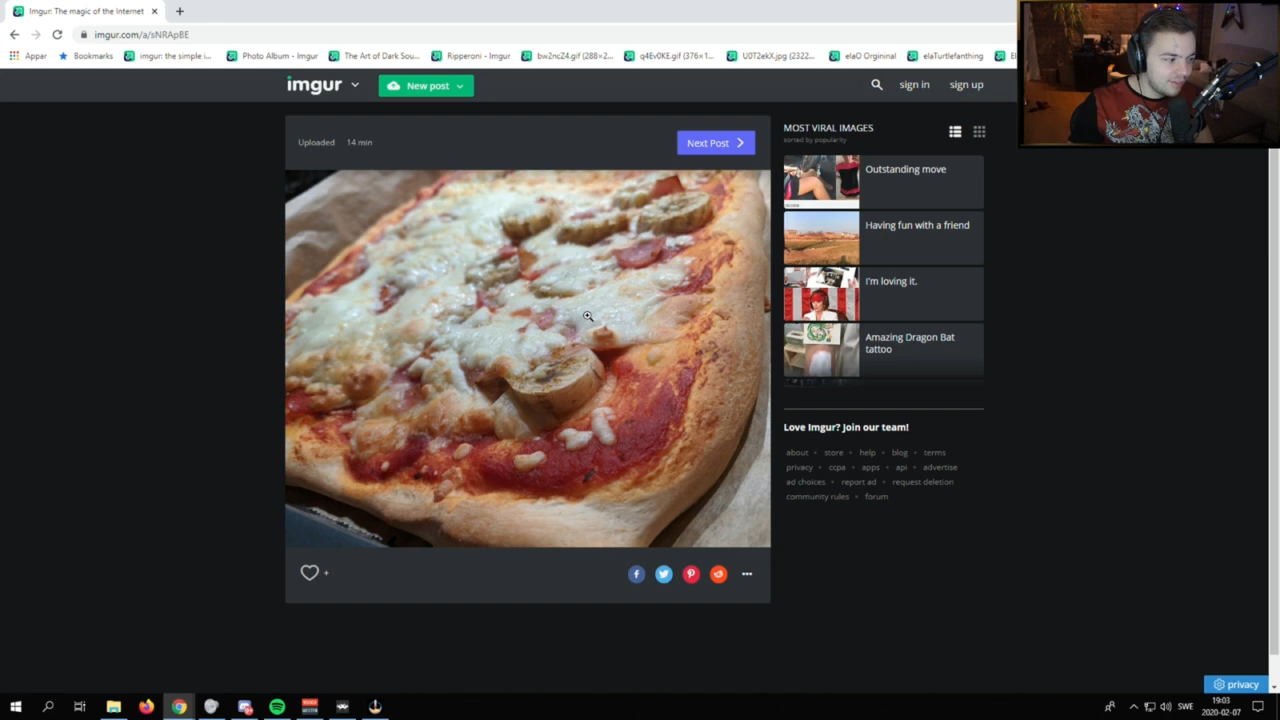 Imgur: The magic of the Internet
imgur.com/a/sNRApBE
Appar
Bookmarks
imgur: the simple i...
Photo Album - Imgur
The Art of Dark Sou...
Ripperoni - Imgur
bw2ncZ4.gif (288×2...
q4Ev0KE.gif (376×1...
U0T2ekX.jpg (2322...
elaO Orgininal
elaTurtlefanthing
imgur
New post
sign in
sign up
Uploaded 14 min
Next Post
MOST VIRAL IMAGES
sorted by popularity
Outstanding move
Having fun with a friend
I'm loving it.
Amazing Dragon Bat
tattoo
Love Imgur? Join our team!
about • store • help • blog • terms
privacy • ccpa • apps • api • advertise
ad choices • report ad • request deletion
community rules • forum
+
privacy
SWE
19:03
2020-02-07